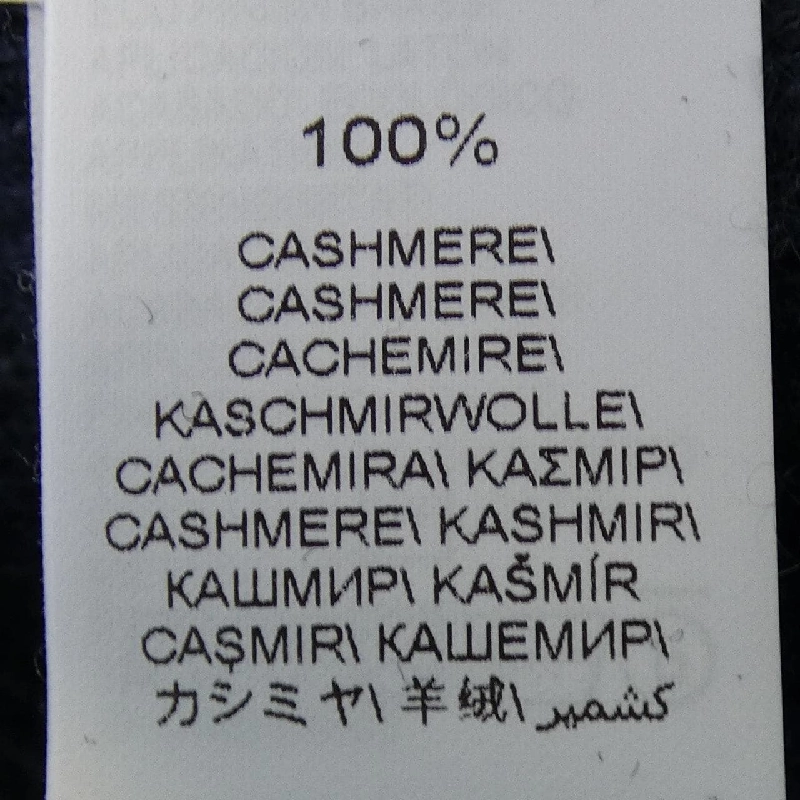 100%
CASHMERE\
CASHMERE\
CACHEMIRE\
KASCHMIRWOLLE\
CACHEMIRA\ ΚΑΣΜΙΡ\
CASHMERE\ KASHMIR\
КАШМИР\ KAŠMÍR
CAŞMIR\ КАШЕМИР\
カシミヤ\ 羊绒\ كشمير